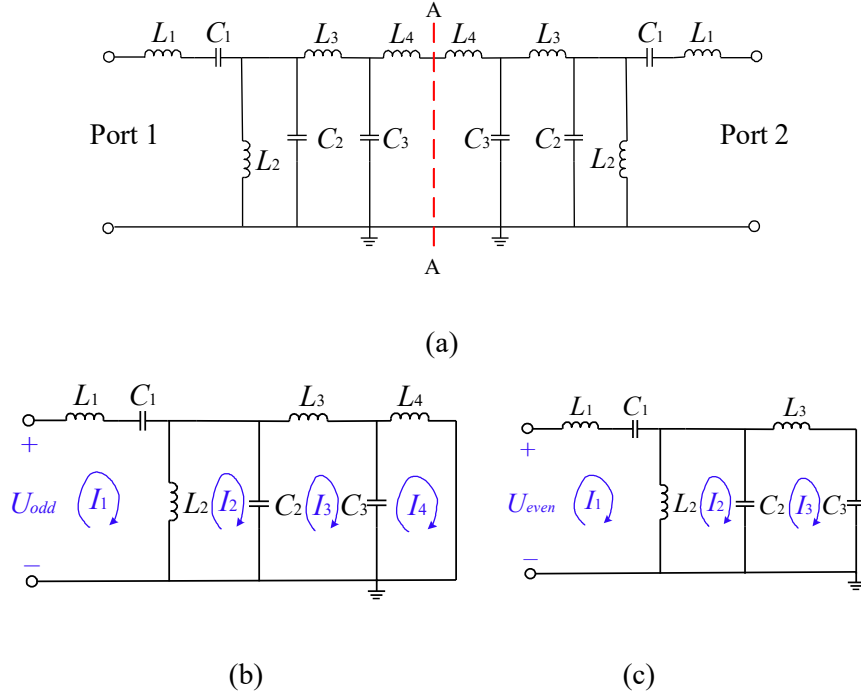 A
L1 C1 L3 L4 L4 L3 C1 L1
Port 1 L2 C2 C3 C3 C2 L2 Port 2
A
(a)
L1 C1 L3 L4
+
Uodd I1 L2 I2 C2 I3 C3 I4
−
(b)
L1 C1 L3
+
Ueven I1 L2 I2 C2 I3 C3
−
(c)